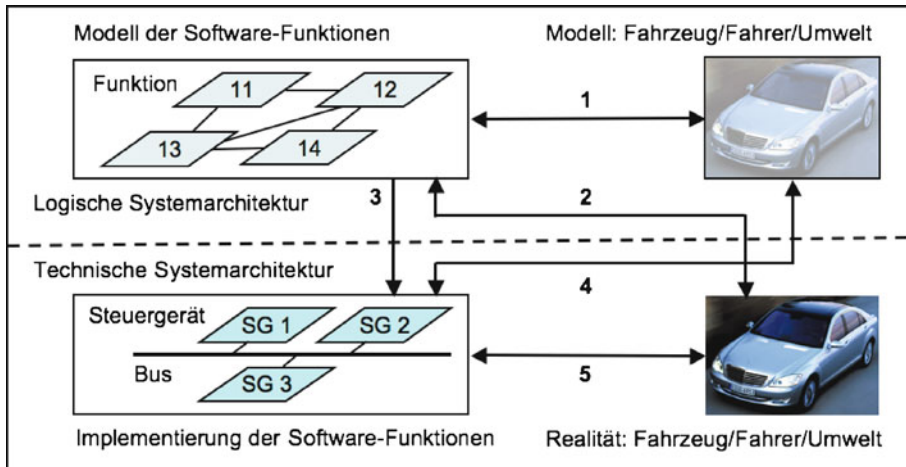 Modell der Software-Funktionen
Modell: Fahrzeug/Fahrer/Umwelt
Funktion
11
12
13
14
1
Logische Systemarchitektur
3
2
Technische Systemarchitektur
4
Steuergerät
SG 1
SG 2
Bus
SG 3
5
Implementierung der Software-Funktionen
Realität: Fahrzeug/Fahrer/Umwelt